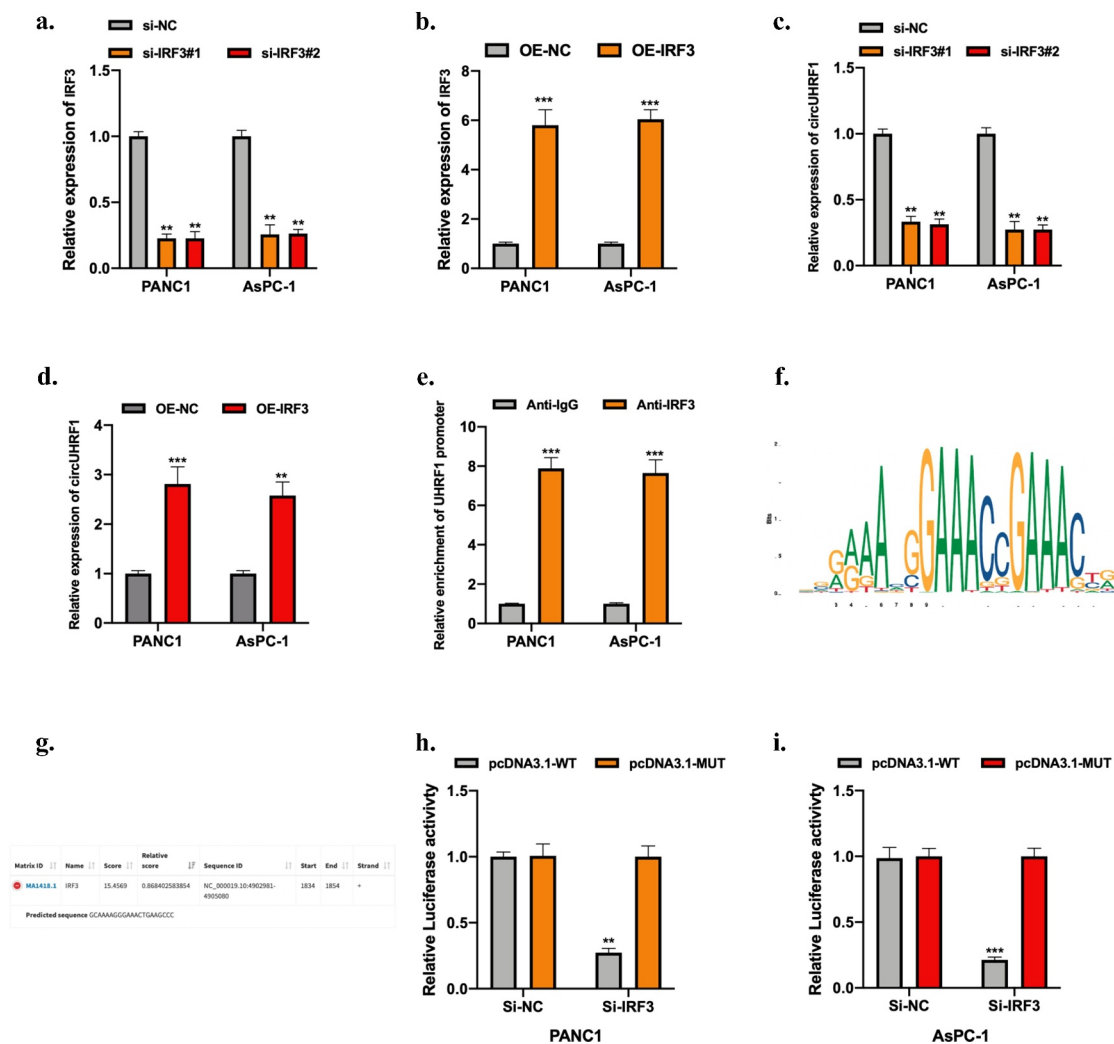 a.
si-NC
si-IRF3#1 si-IRF3#2
Relative expression of IRF3
1.5
1.0
0.5
0.0
** ** ** **
PANC1 AsPC-1
b.
OE-NC OE-IRF3
Relative expression of IRF3
8
6
4
2
0
*** ***
PANC1 AsPC-1
c.
si-NC
si-IRF3#1 si-IRF3#2
Relative expression of circUHRF1
1.5
1.0
0.5
0.0
** ** ** **
PANC1 AsPC-1
d.
OE-NC OE-IRF3
Relative expression of circUHRF1
4
3
2
1
0
*** **
PANC1 AsPC-1
e.
Anti-IgG Anti-IRF3
Relative enrichment of UHRF1 promoter
10
8
6
4
2
0
*** ***
PANC1 AsPC-1
f.
Bits
g.
Matrix ID Name Score Relative score Sequence ID Start End Strand
MA1418.1 IRF3 15.4569 0.868402583854 NC_000019.10:4902981-
4905080 1834 1854 +
Predicted sequence GCAAAAGGGAAACTGAAGCCC
h.
pcDNA3.1-WT pcDNA3.1-MUT
Relative Luciferase activivty
1.5
1.0
0.5
0.0
**
Si-NC Si-IRF3
PANC1
i.
pcDNA3.1-WT pcDNA3.1-MUT
Relative Luciferase activivty
1.5
1.0
0.5
0.0
***
Si-NC Si-IRF3
AsPC-1